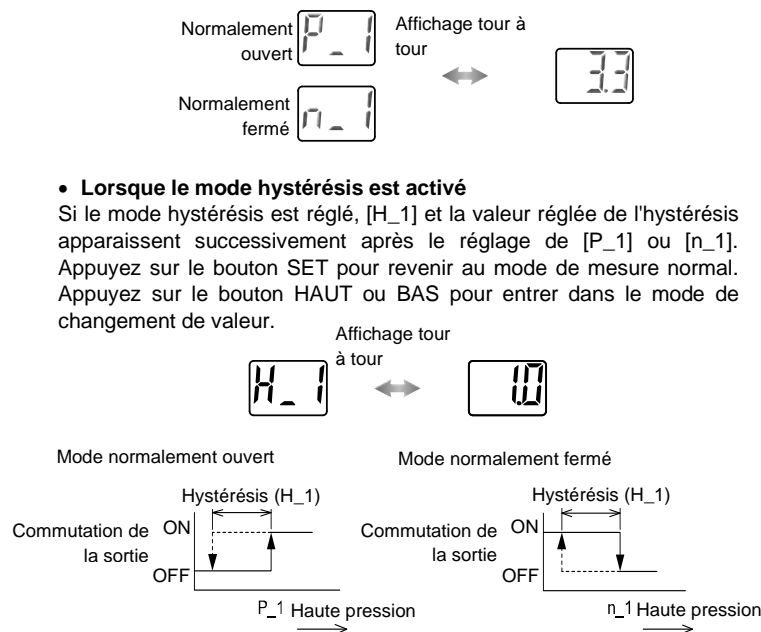 Normalement
ouvert
P_1
Affichage tour à
tour
3.3
Normalement
fermé
n_1
• Lorsque le mode hystérésis est activé
Si le mode hystérésis est réglé, [H_1] et la valeur réglée de l'hystérésis
apparaissent successivement après le réglage de [P_1] ou [n_1].
Appuyez sur le bouton SET pour revenir au mode de mesure normal.
Appuyez sur le bouton HAUT ou BAS pour entrer dans le mode de
changement de valeur.
Affichage tour
à tour
H_1
1.0
Mode normalement ouvert
Hystérésis (H_1)
Commutation de
la sortie
ON
OFF
P_1 Haute pression
Mode normalement fermé
Hystérésis (H_1)
Commutation de
la sortie
ON
OFF
n_1 Haute pression